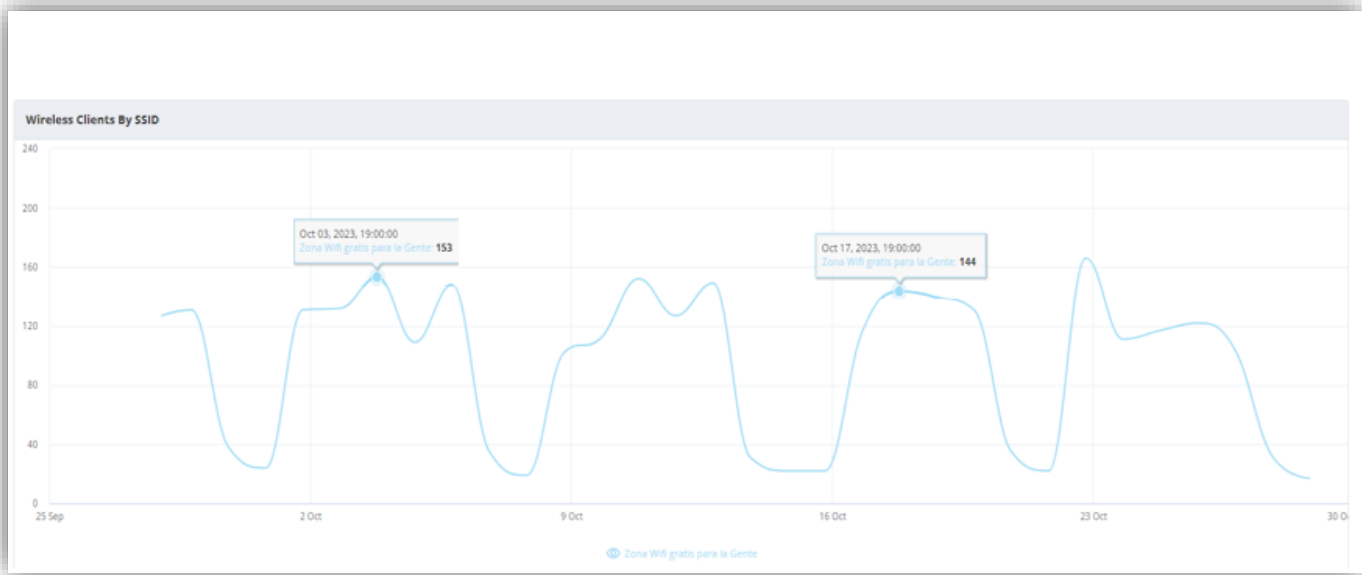 Wireless Clients By SSID
240
200
160
120
80
40
0
Oct 03, 2023, 19:00:00
Zona Wifi gratis para la Gente: 153
Oct 17, 2023, 19:00:00
Zona Wifi gratis para la Gente: 144
25 Sep
2 Oct
9 Oct
16 Oct
23 Oct
30 O
Zona Wifi gratis para la Gente